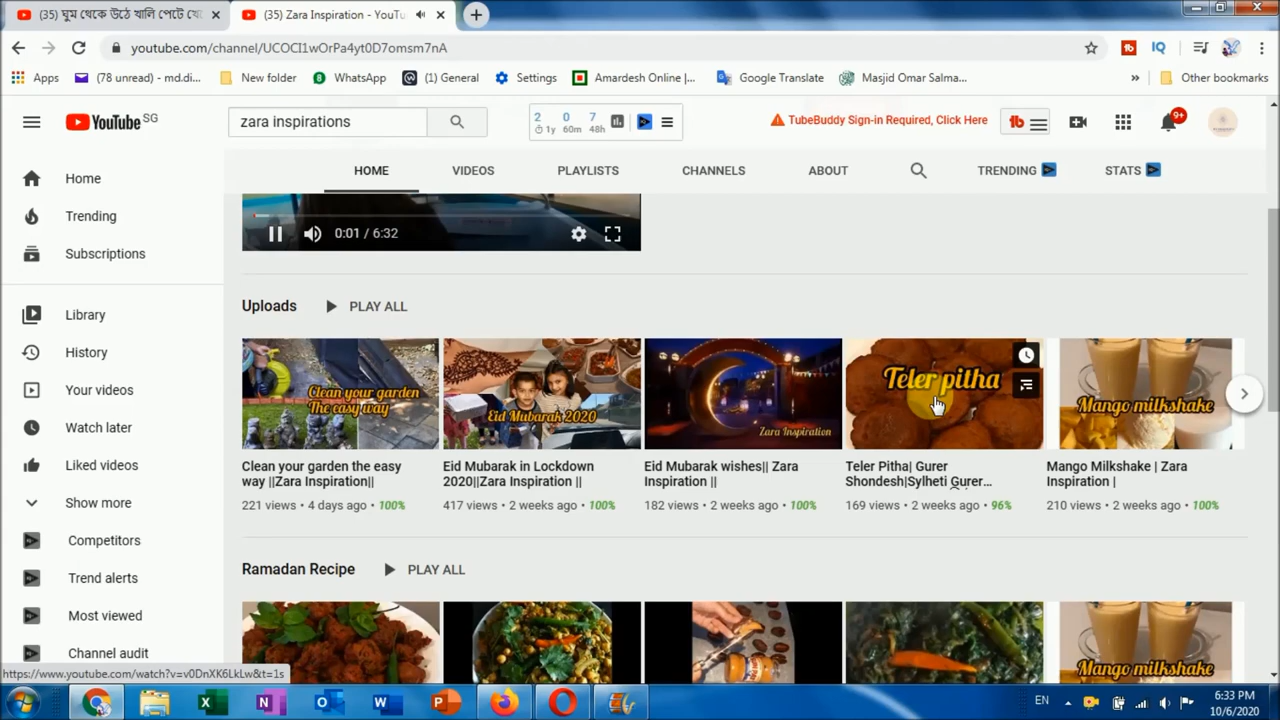 (35) ঘুম থেকে উঠে খালি পেটে খে
(35) Zara Inspiration - YouTu
youtube.com/channel/UCOCI1wOrPa4yt0D7omsm7nA
Apps
(78 unread) - md.di...
New folder
WhatsApp
(1) General
Settings
Amardesh Online |...
Google Translate
Masjid Omar Salma...
»
Other bookmarks
YouTube SG
zara inspirations
2 0 7
1y 60m 48h
TubeBuddy Sign-in Required, Click Here
9+
HOME
VIDEOS
PLAYLISTS
CHANNELS
ABOUT
TRENDING
STATS
Home
Trending
Subscriptions
Library
History
Your videos
Watch later
Liked videos
Show more
Competitors
Trend alerts
Most viewed
Channel audit
0:01 / 6:32
Uploads
PLAY ALL
Clean your garden
The easy way
Eid Mubarak 2020
Zara Inspiration
Teler pitha
Mango milkshake
Clean your garden the easy
way ||Zara Inspiration||
221 views • 4 days ago • 100%
Eid Mubarak in Lockdown
2020||Zara Inspiration ||
417 views • 2 weeks ago • 100%
Eid Mubarak wishes|| Zara
Inspiration ||
182 views • 2 weeks ago • 100%
Teler Pitha| Gurer
Shondesh|Sylheti Gurer...
169 views • 2 weeks ago • 96%
Mango Milkshake | Zara
Inspiration |
210 views • 2 weeks ago • 100%
Ramadan Recipe
PLAY ALL
Mango milkshake
https://www.youtube.com/watch?v=v0DnXK6LkLw&t=1s
EN
6:33 PM
10/6/2020